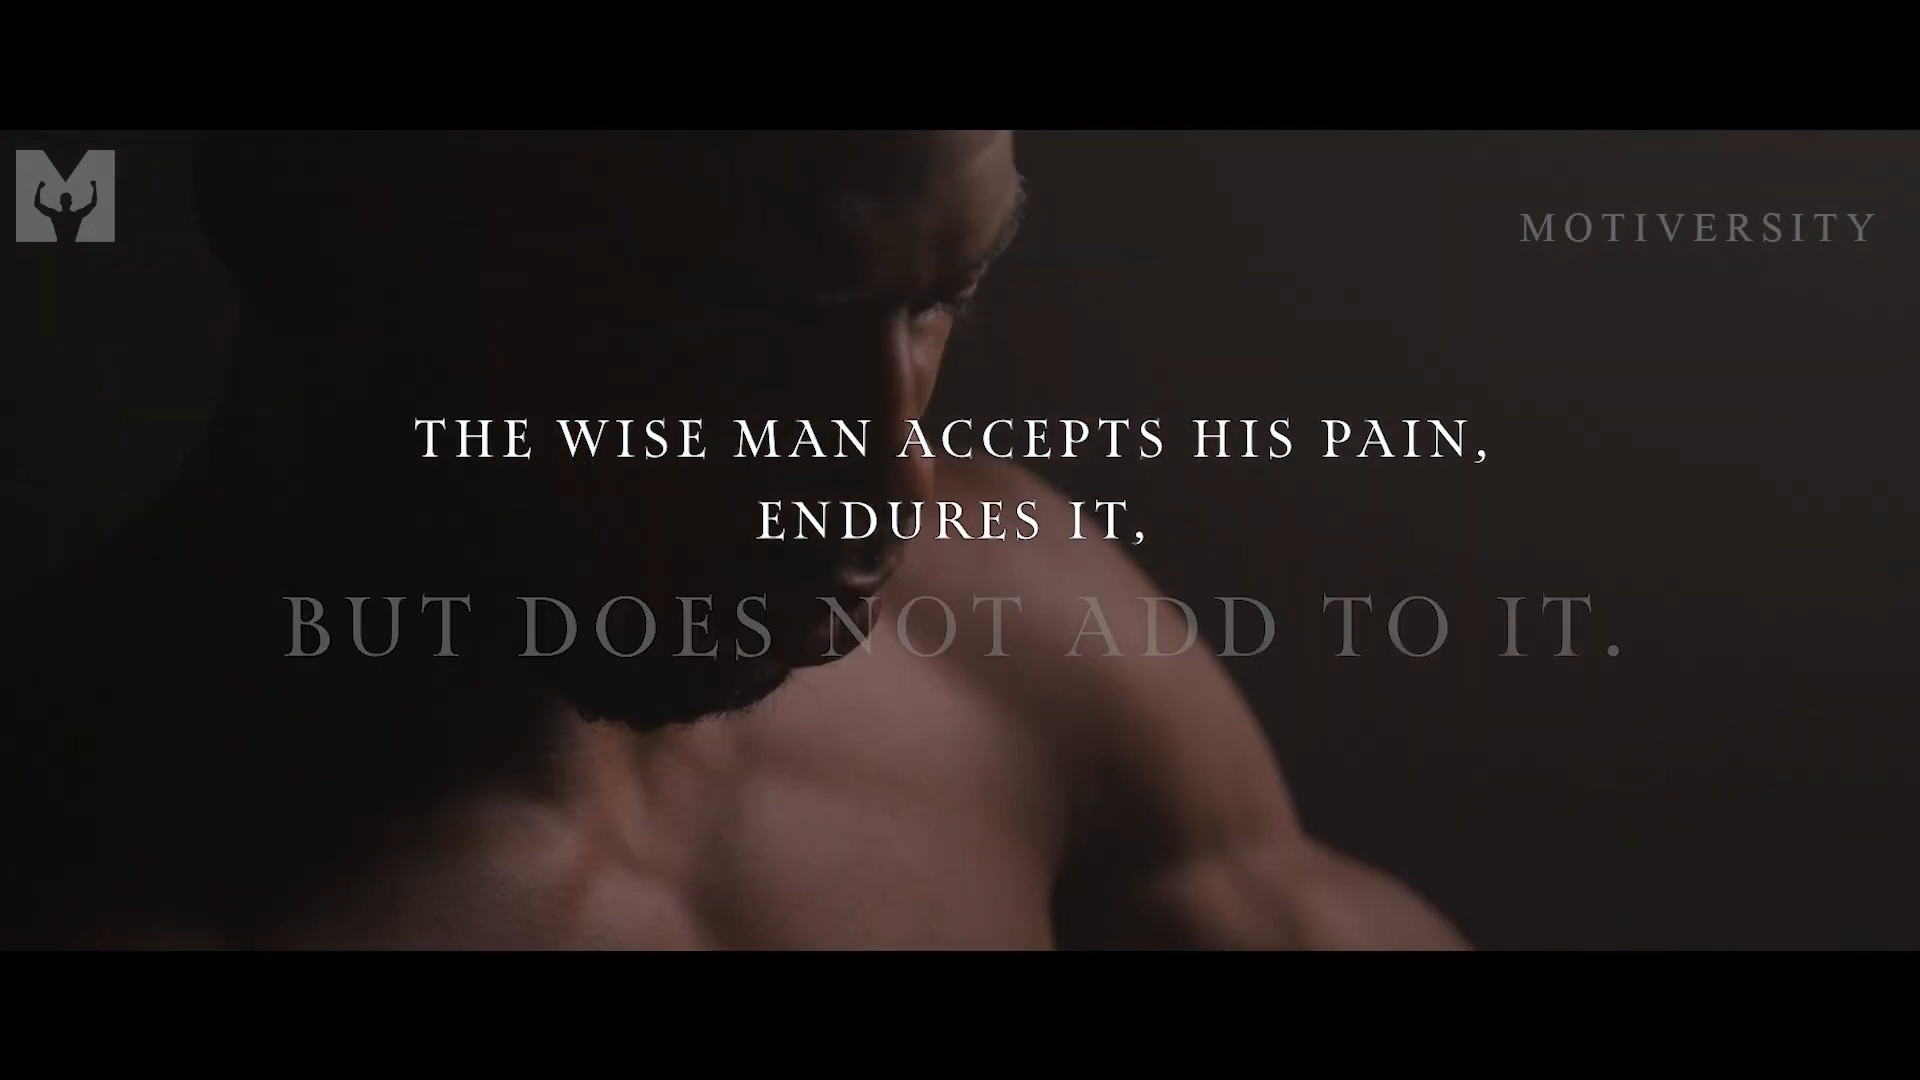 MOTIVERSITY
THE WISE MAN ACCEPTS HIS PAIN,
ENDURES IT,
BUT DOES NOT ADD TO IT.